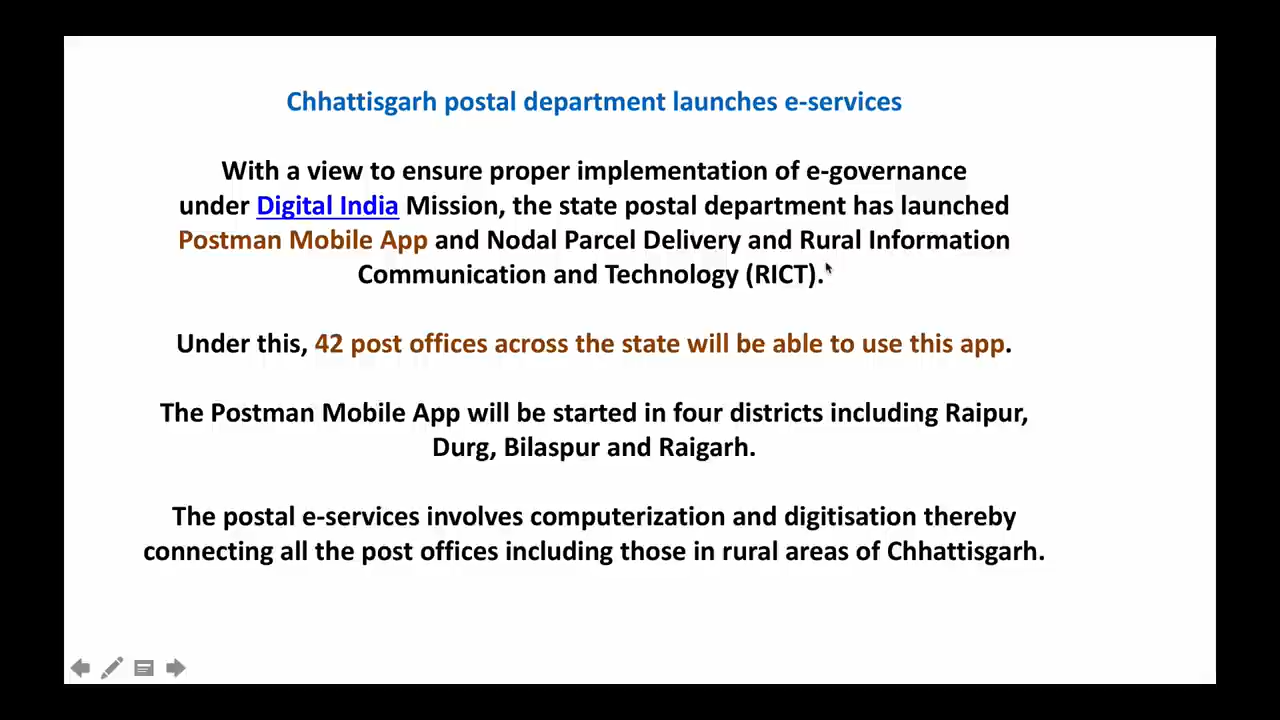 Chhattisgarh postal department launches e-services
With a view to ensure proper implementation of e-governance
under Digital India Mission, the state postal department has launched
Postman Mobile App and Nodal Parcel Delivery and Rural Information
Communication and Technology (RICT).
Under this, 42 post offices across the state will be able to use this app.
The Postman Mobile App will be started in four districts including Raipur,
Durg, Bilaspur and Raigarh.
The postal e-services involves computerization and digitisation thereby
connecting all the post offices including those in rural areas of Chhattisgarh.